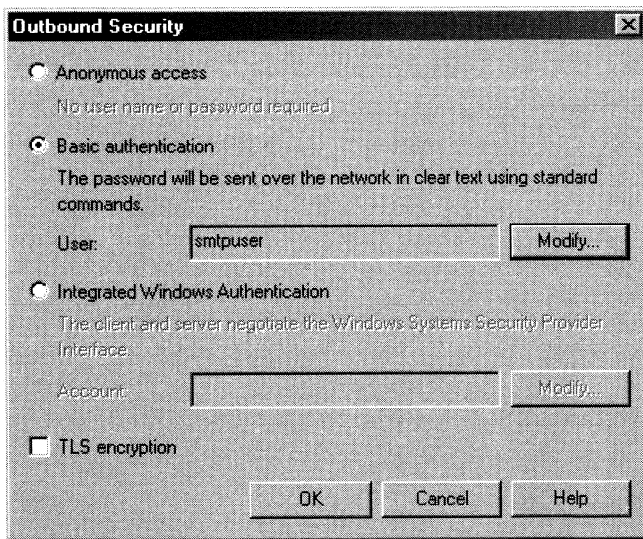 Outbound Security
Anonymous access
No user name or password required
Basic authentication
The password will be sent over the network in clear text using standard
commands.
User: smtpuser Modify...
Integrated Windows Authentication
The client and server negotiate the Windows Systems Security Provider
Interface.
Account: Modify...
TLS encryption
OK Cancel Help